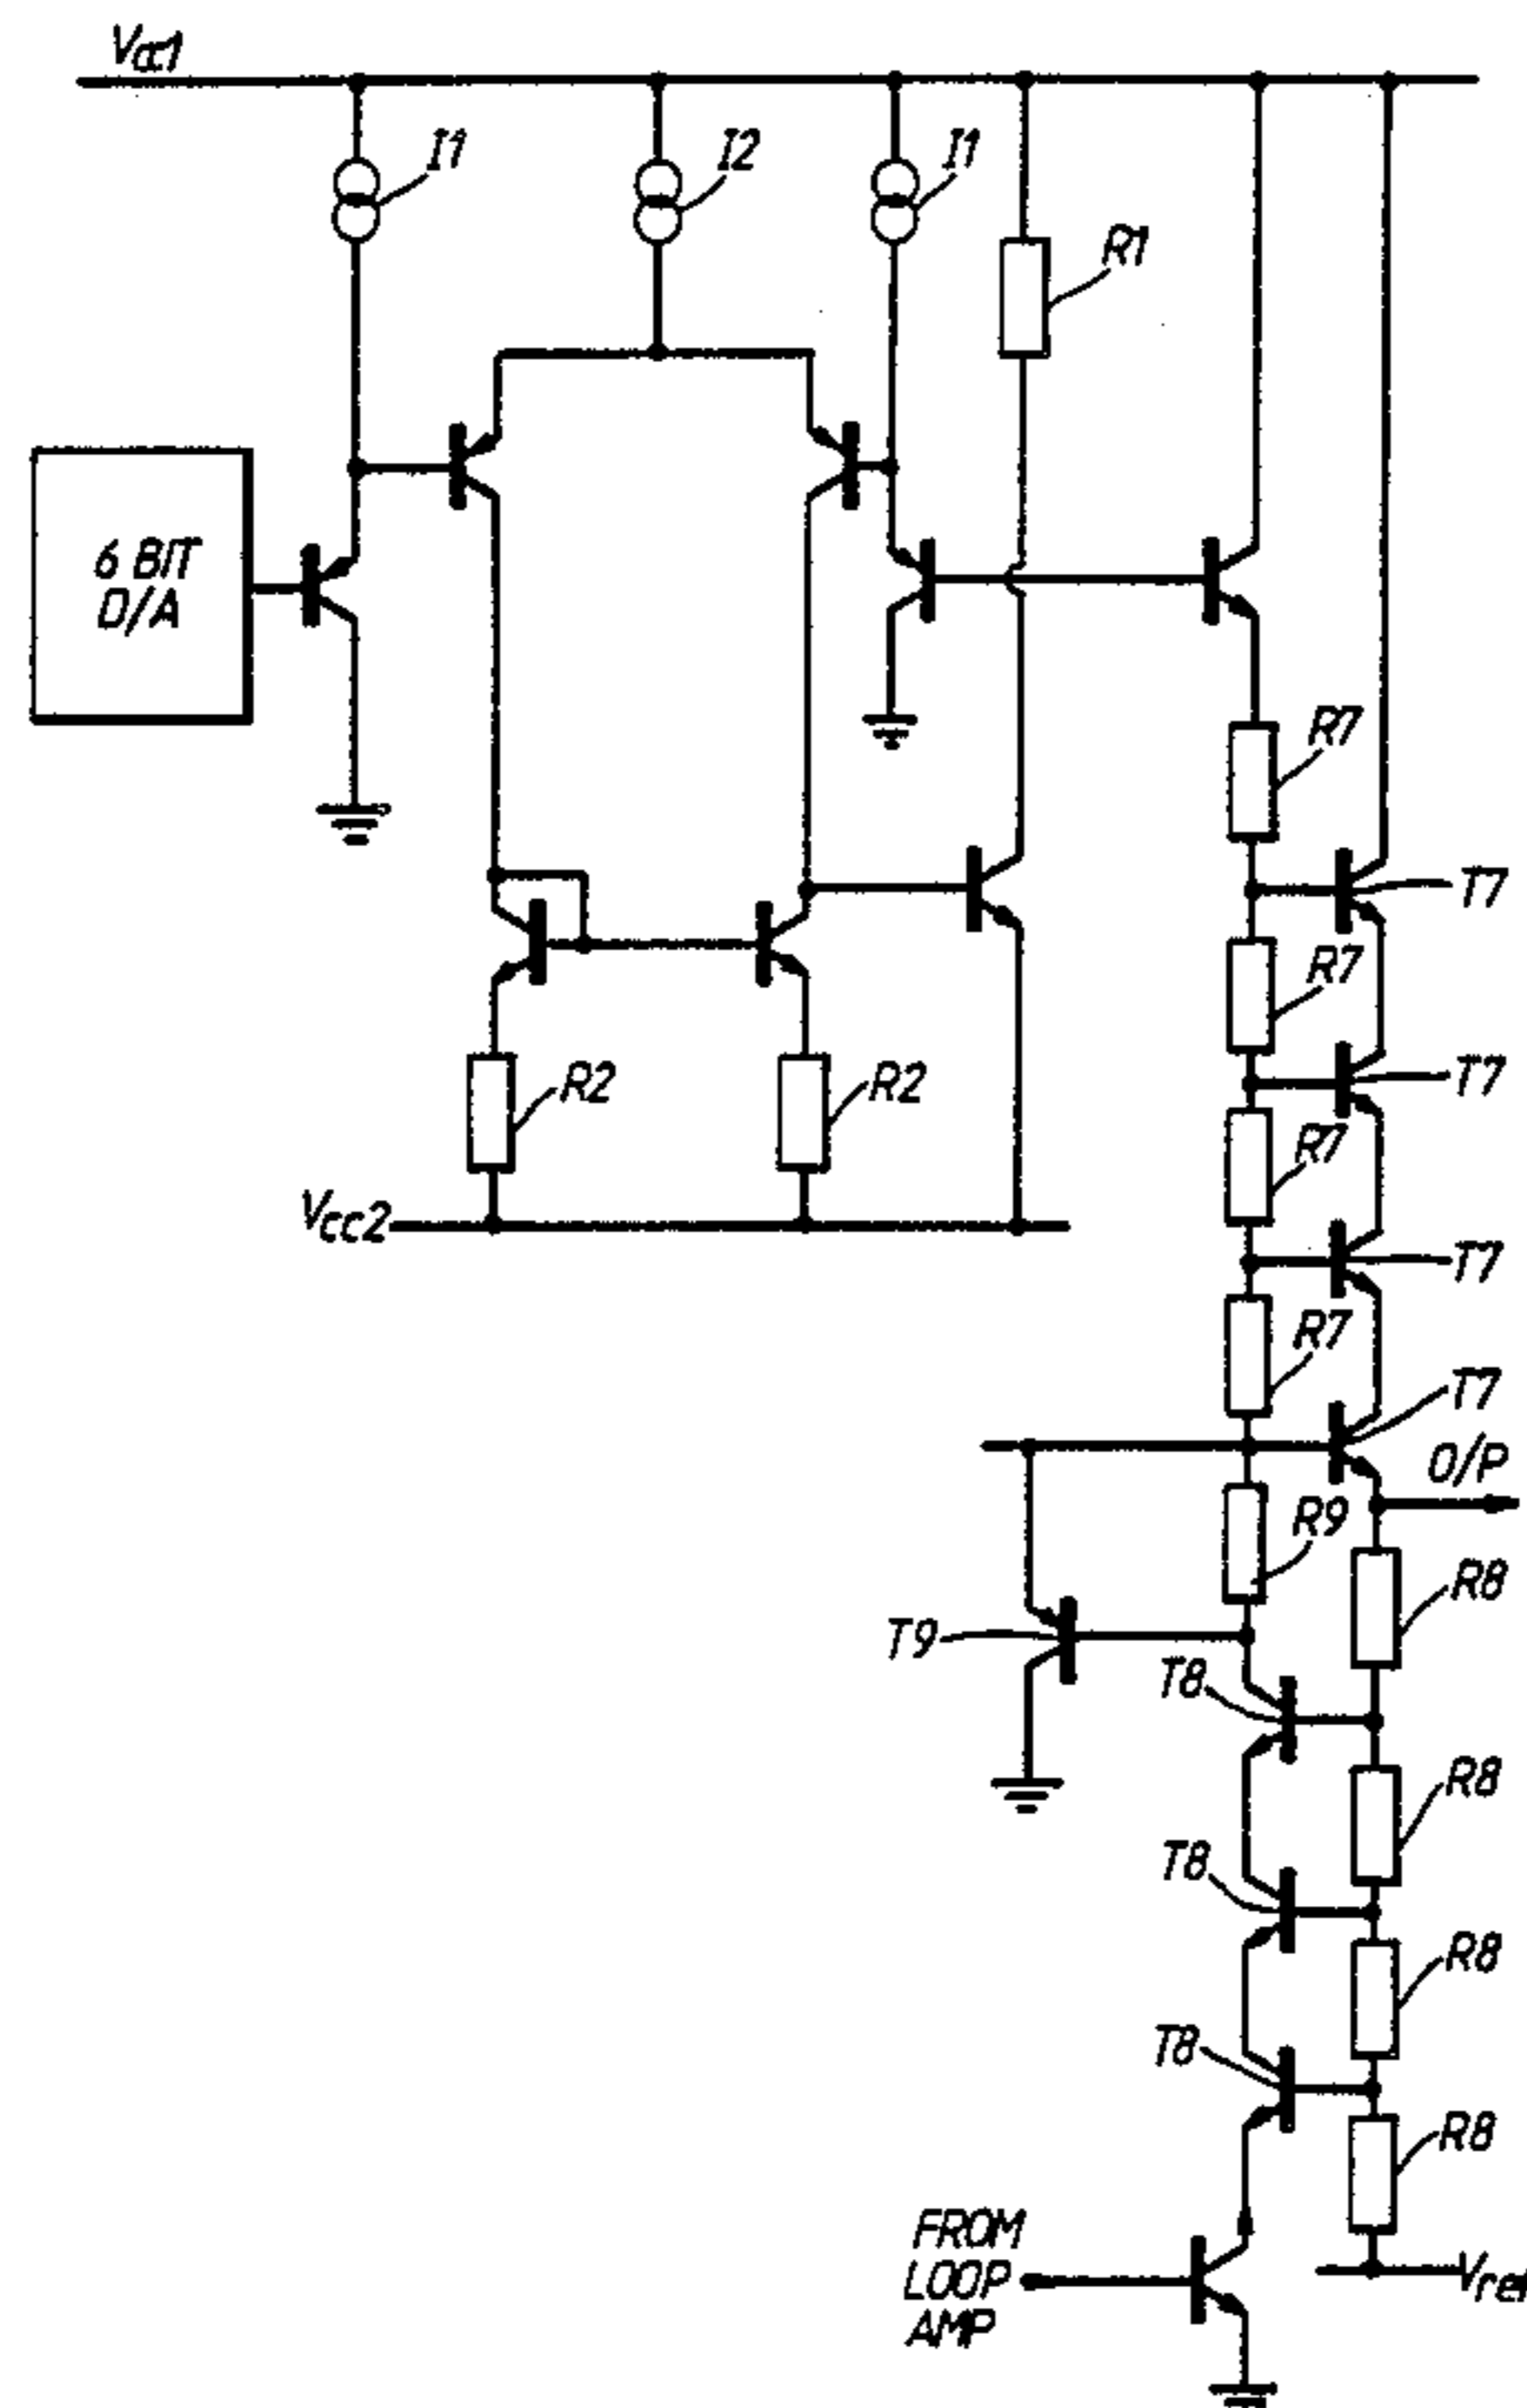 Vcc1
I1
I2
I1
R1
6 BIT
D/A
R7
T7
R7
R2
R2
T7
R7
Vcc2
T7
R7
T7
O/P
R9
R8
T9
T8
R8
T8
R8
T8
R8
FROM
LOOP
AMP
Vref